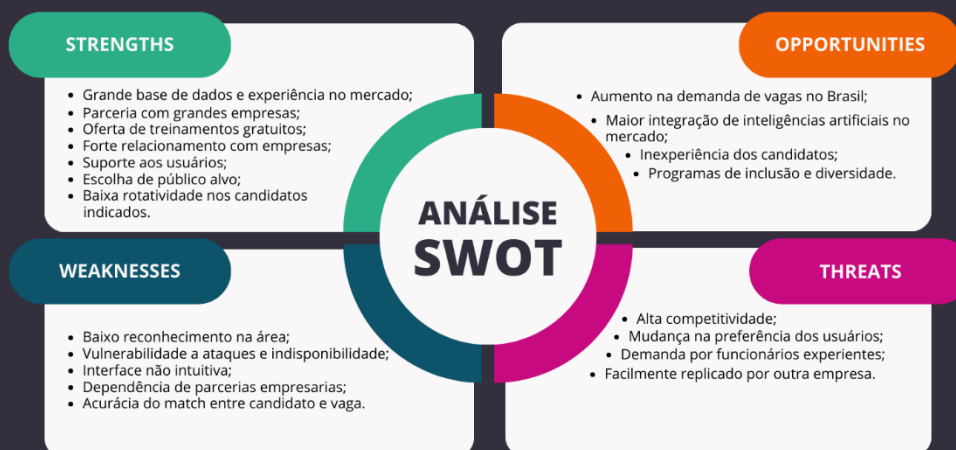 STRENGTHS
• Grande base de dados e experiência no mercado;
• Parceria com grandes empresas;
• Oferta de treinamentos gratuitos;
• Forte relacionamento com empresas;
• Suporte aos usuários;
• Escolha de público alvo;
• Baixa rotatividade nos candidatos
indicados.
OPPORTUNITIES
• Aumento na demanda de vagas no Brasil;
• Maior integração de inteligências artificiais no
mercado;
• Inexperiência dos candidatos;
• Programas de inclusão e diversidade.
ANÁLISE
SWOT
WEAKNESSES
• Baixo reconhecimento na área;
• Vulnerabilidade a ataques e indisponibilidade;
• Interface não intuitiva;
• Dependência de parcerias empresarias;
• Acurácia do match entre candidato e vaga.
THREATS
• Alta competitividade;
• Mudança na preferência dos usuários;
• Demanda por funcionários experientes;
• Facilmente replicado por outra empresa.